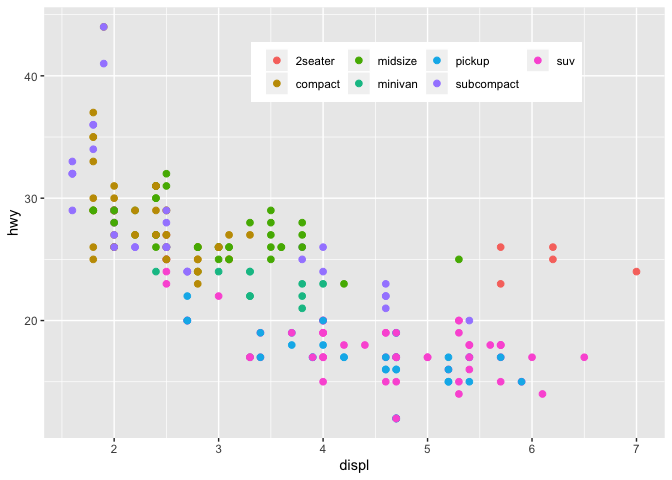 2seater midsize pickup suv
compact minivan subcompact
40
30
20
hwy
2 3 4 5 6 7
displ